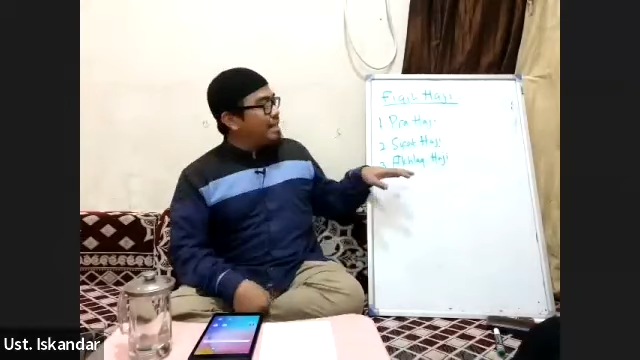 Fiqih Haji
1 Pra Haji
2 Sifat Haji
3 Akhlaq Haji
Ust. Iskandar